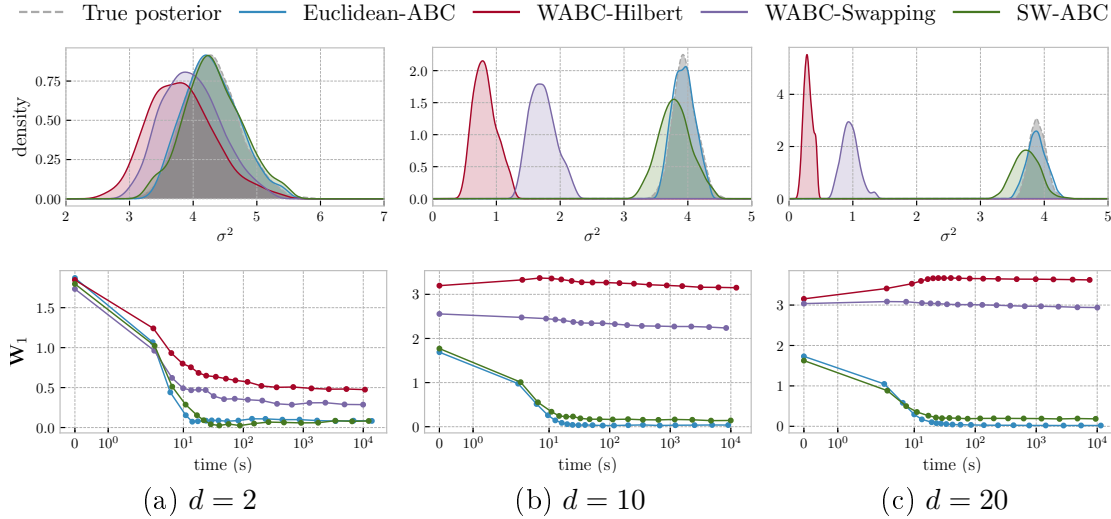 True posterior Euclidean-ABC WABC-Hilbert WABC-Swapping SW-ABC
density
0.75
0.50
0.25
0.00
2 3 4 5 6 7
σ²
2.0
1.5
1.0
0.5
0.0
0 1 2 3 4 5
σ²
4
2
0
0 1 2 3 4 5
σ²
W₁
1.5
1.0
0.5
0.0
0 10⁰ 10¹ 10² 10³ 10⁴
time (s)
3
2
1
0
0 10⁰ 10¹ 10² 10³ 10⁴
time (s)
3
2
1
0
0 10⁰ 10¹ 10² 10³ 10⁴
time (s)
(a) d = 2 (b) d = 10 (c) d = 20